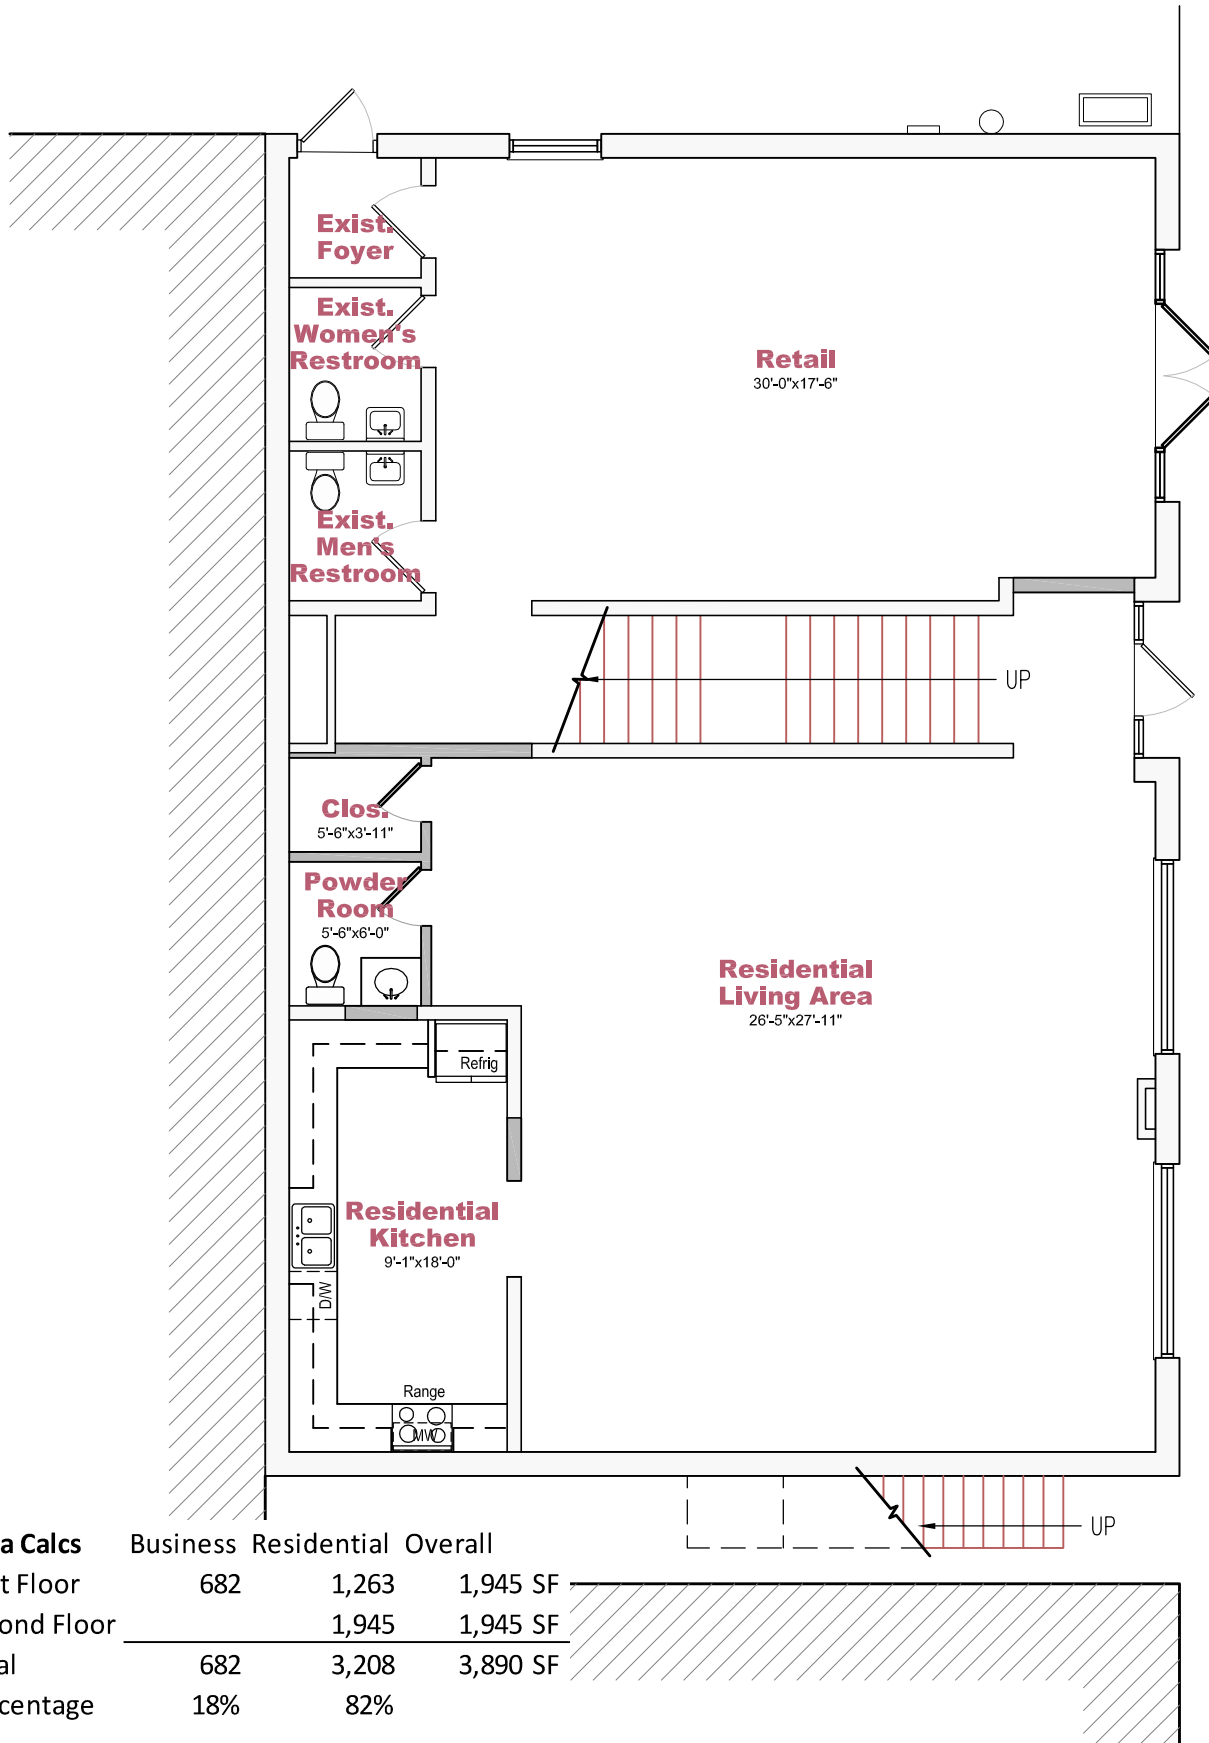 Exist.
Foyer
Exist.
Women's
Restroom
Retail
30'-0"x17'-6"
Exist.
Men's
Restroom
UP
Clos.
5'-6"x3'-11"
Powder
Room
5'-6"x6'-0"
Residential
Living Area
26'-5"x27'-11"
Refrig
Residential
Kitchen
9'-1"x18'-0"
D/W
Range
MW
UP
a Calcs Business Residential Overall
t Floor 682 1,263 1,945 SF
ond Floor 1,945 1,945 SF
al 682 3,208 3,890 SF
centage 18% 82%